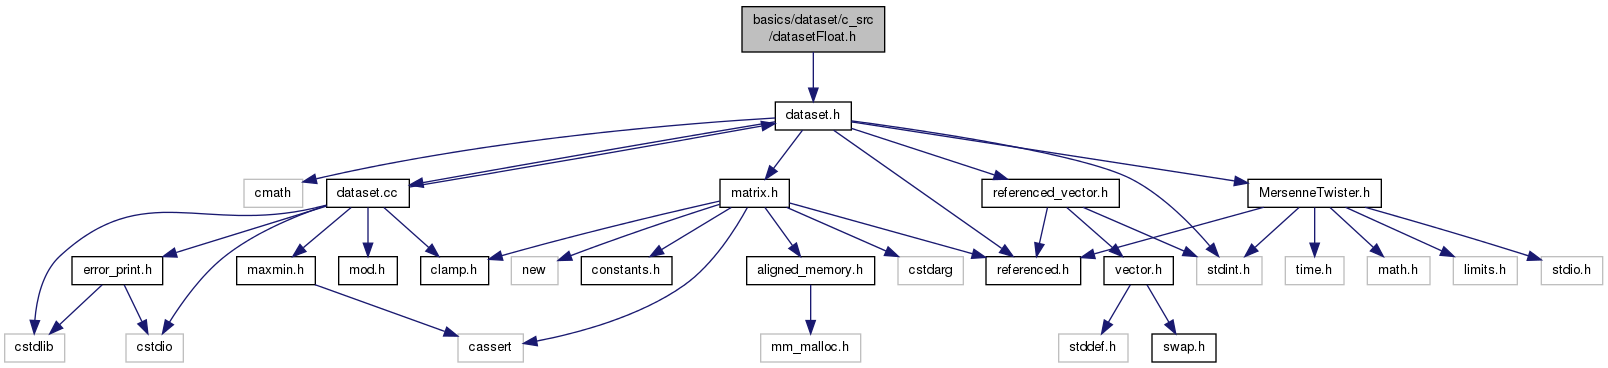 basics/dataset/c_src
/datasetFloat.h
dataset.h
cmath
dataset.cc
matrix.h
referenced_vector.h
MersenneTwister.h
error_print.h
maxmin.h
mod.h
clamp.h
new
constants.h
aligned_memory.h
cstdarg
referenced.h
vector.h
stdint.h
time.h
math.h
limits.h
stdio.h
cstdlib
cstdio
cassert
mm_malloc.h
stddef.h
swap.h